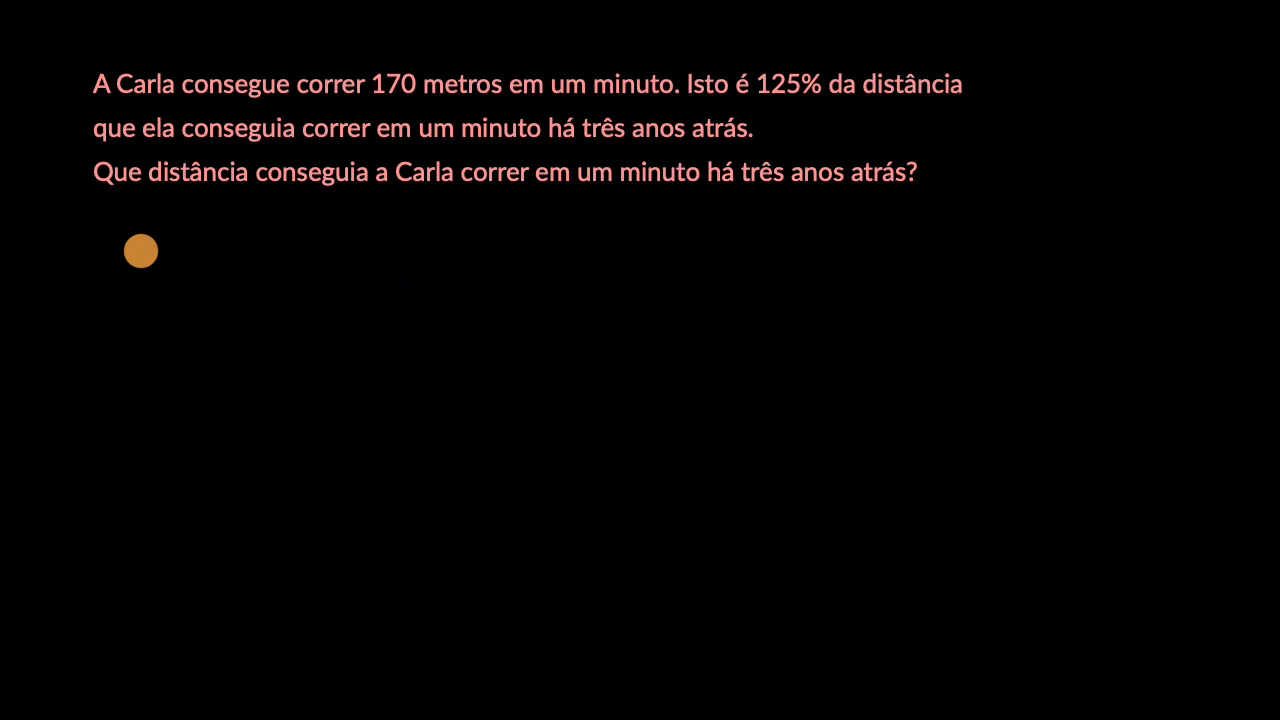 A Carla consegue correr 170 metros em um minuto. Isto é 125% da distância
que ela conseguia correr em um minuto há três anos atrás.
Que distância conseguia a Carla correr em um minuto há três anos atrás?